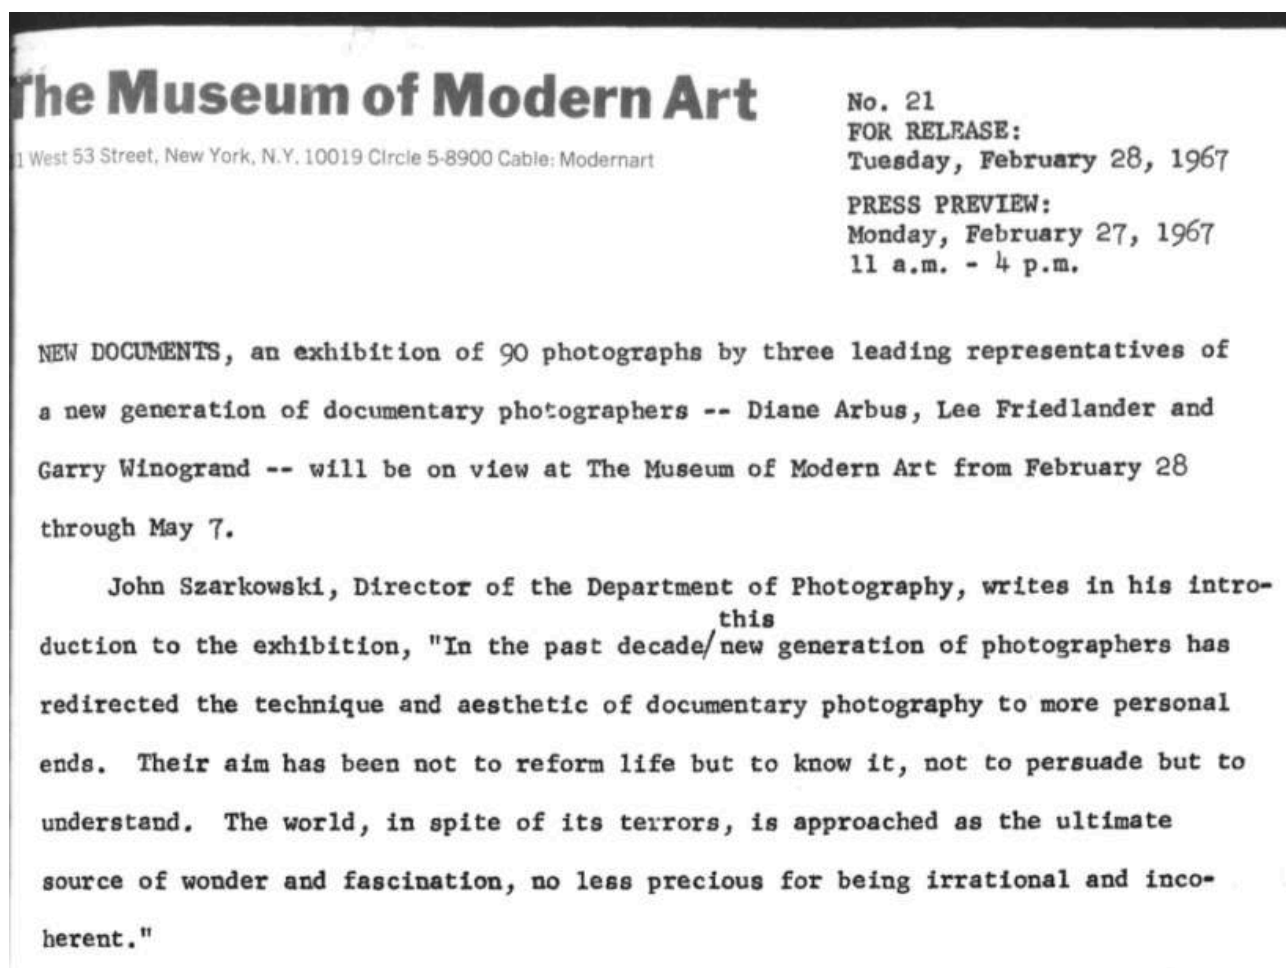 The Museum of Modern Art
1 West 53 Street, New York, N.Y. 10019 Circle 5-8900 Cable: Modernart
No. 21
FOR RELEASE:
Tuesday, February 28, 1967
PRESS PREVIEW:
Monday, February 27, 1967
11 a.m. - 4 p.m.
NEW DOCUMENTS, an exhibition of 90 photographs by three leading representatives of
a new generation of documentary photographers -- Diane Arbus, Lee Friedlander and
Garry Winogrand -- will be on view at The Museum of Modern Art from February 28
through May 7.
John Szarkowski, Director of the Department of Photography, writes in his intro-
this
duction to the exhibition, "In the past decade/new generation of photographers has
redirected the technique and aesthetic of documentary photography to more personal
ends. Their aim has been not to reform life but to know it, not to persuade but to
understand. The world, in spite of its terrors, is approached as the ultimate
source of wonder and fascination, no less precious for being irrational and inco-
herent."